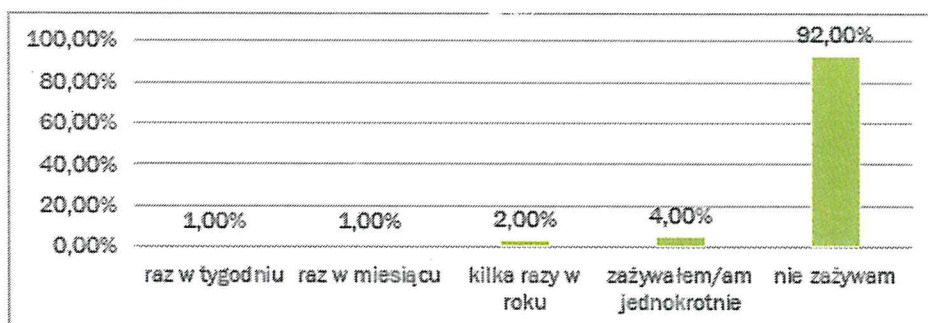 100,00%
80,00%
60,00%
40,00%
20,00%
0,00%
1,00%
1,00%
2,00%
4,00%
92,00%
raz w tygodniu
raz w miesiącu
kilka razy w
roku
zażywałem/am
jednokrotnie
nie zażywam